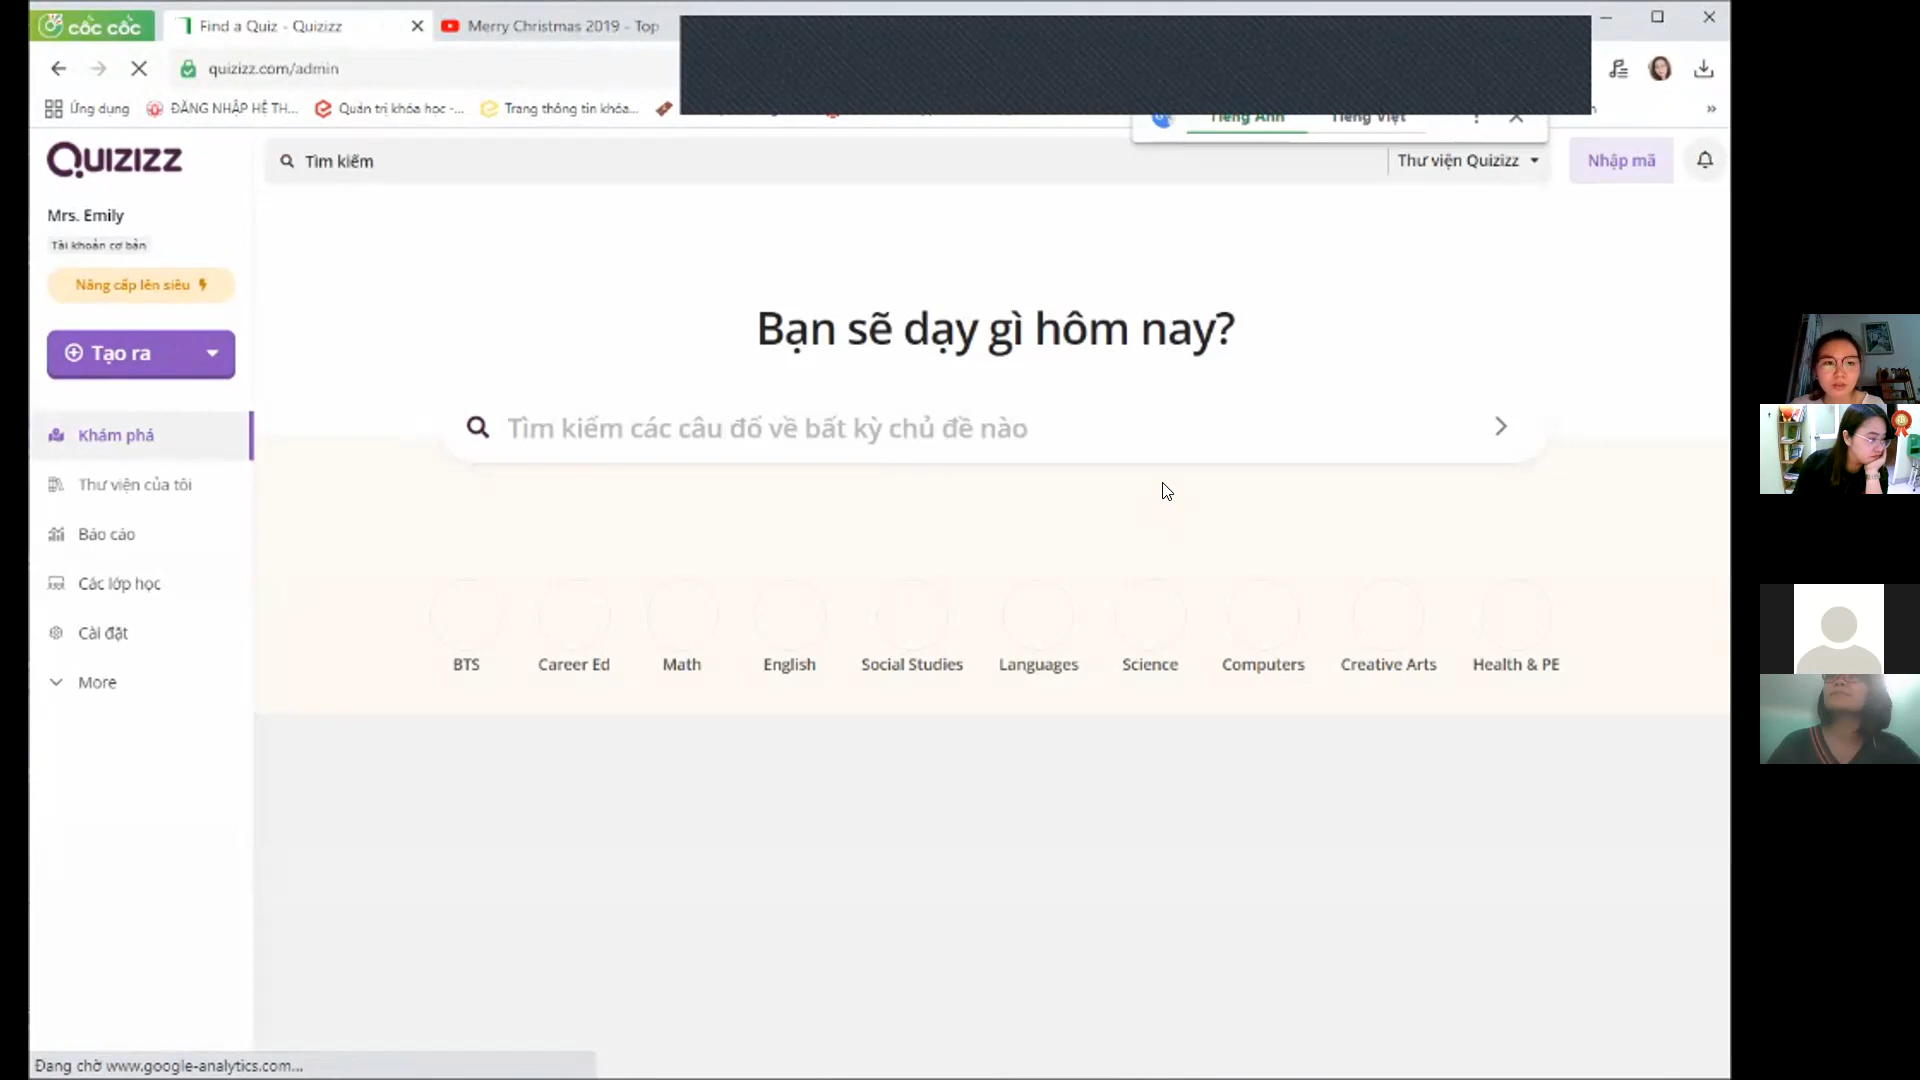 cốc cốc
Find a Quiz - Quizizz
Merry Christmas 2019 - Top
quizizz.com/admin
Ứng dụng
ĐĂNG NHẬP HỆ TH...
Quản trị khóa học -...
Trang thông tin khóa...
Tiếng Anh
Tiếng Việt
QUIZIZZ
Tìm kiếm
Thư viện Quizizz
Nhập mã
Mrs. Emily
Tài khoản cơ bản
Nâng cấp lên siêu
Tạo ra
Bạn sẽ dạy gì hôm nay?
Tìm kiếm các câu đố về bất kỳ chủ đề nào
Khám phá
Thư viện của tôi
Báo cáo
Các lớp học
Cài đặt
More
BTS
Career Ed
Math
English
Social Studies
Languages
Science
Computers
Creative Arts
Health & PE
Đang chờ www.google-analytics.com...